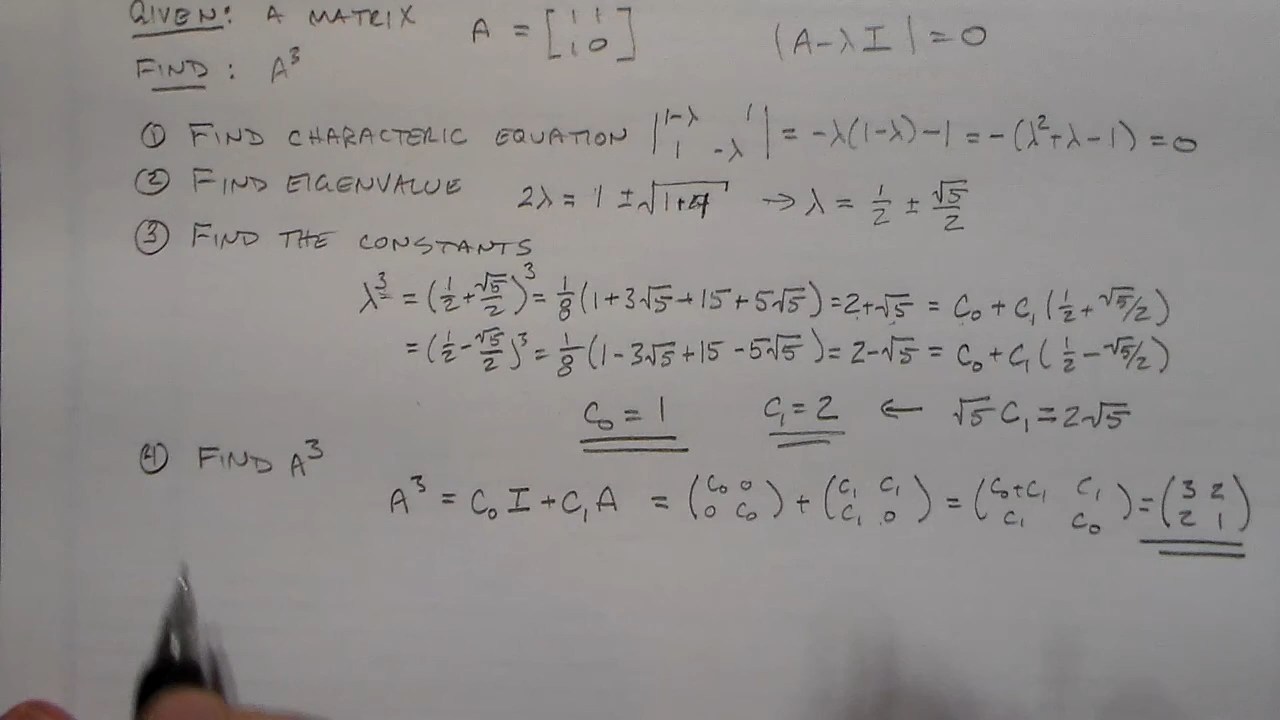 GIVEN: A MATRIX A = [1 1; 1 0] |A-λI| = 0
FIND: A³
① FIND CHARACTERIC EQUATION |1-λ 1; 1 -λ| = -λ(1-λ)-1 = -(λ²+λ-1) = 0
② FIND EIGENVALUE 2λ = 1 ± √1+4 → λ = 1/2 ± √5/2
③ FIND THE CONSTANTS
λ³ = (1/2 + √5/2)³ = 1/8 (1+3√5+15+5√5) = 2+√5 = C₀ + C₁(1/2 + √5/2)
= (1/2 - √5/2)³ = 1/8 (1-3√5+15-5√5) = 2-√5 = C₀ + C₁(1/2 - √5/2)
C₀ = 1 C₁ = 2 ← √5 C₁ = 2√5
④ FIND A³
A³ = C₀ I + C₁ A = (C₀ 0; 0 C₀) + (C₁ C₁; C₁ 0) = (C₀+C₁ C₁; C₁ C₀) = (3 2; 2 1)